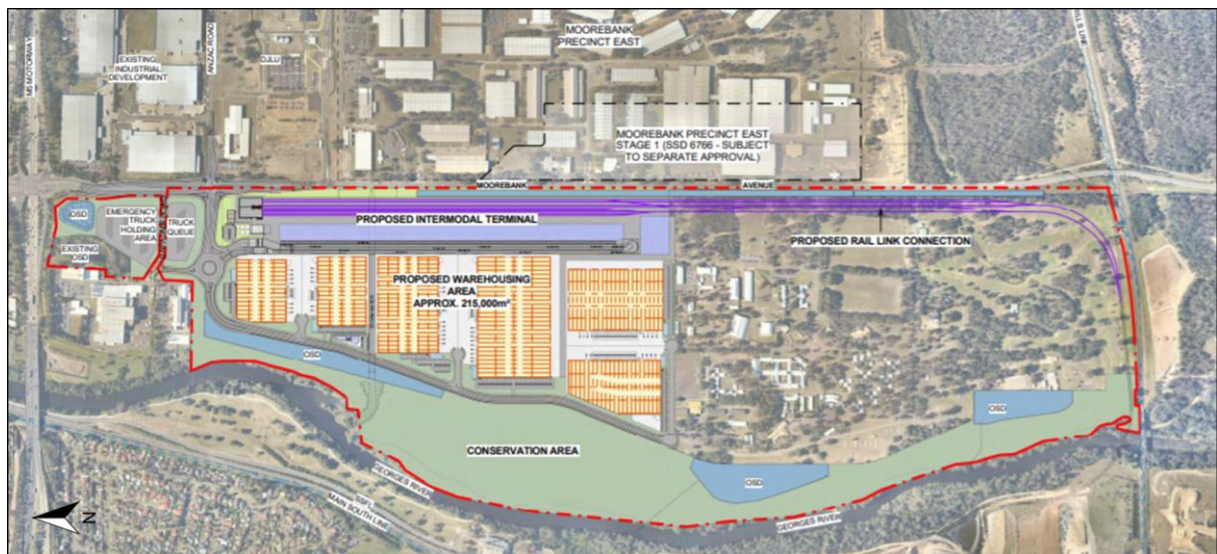 M5 MOTORWAY
ANZAC ROAD
EXISTING
INDUSTRIAL
DEVELOPMENT
DJLU
MOOREBANK
PRECINCT EAST
MOOREBANK PRECINCT EAST
STAGE 1 (SSD 6766 - SUBJECT
TO SEPARATE APPROVAL)
MOOREBANK
AVENUE
OSD
EMERGENCY
TRUCK
HOLDING
AREA
TRUCK
QUEUE
EXISTING
OSD
PROPOSED INTERMODAL TERMINAL
PROPOSED RAIL LINK CONNECTION
PROPOSED WAREHOUSING
AREA
APPROX. 215,000m²
OSD
OSD
CONSERVATION AREA
OSD
GEORGES RIVER
SSFL
MAIN SOUTH LINE
GEORGES RIVER
N